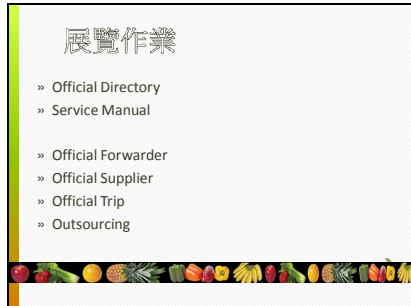 展覽作業
» Official Directory
» Service Manual
» Official Forwarder
» Official Supplier
» Official Trip
» Outsourcing